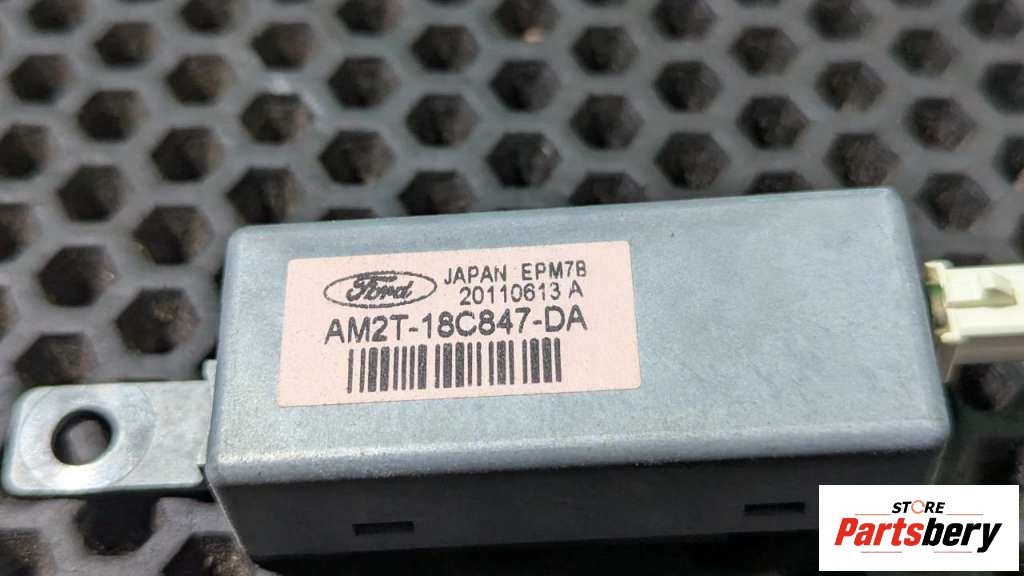 Ford
JAPAN EPM7B
20110613 A
AM2T-18C847-DA
STORE
Partsbery